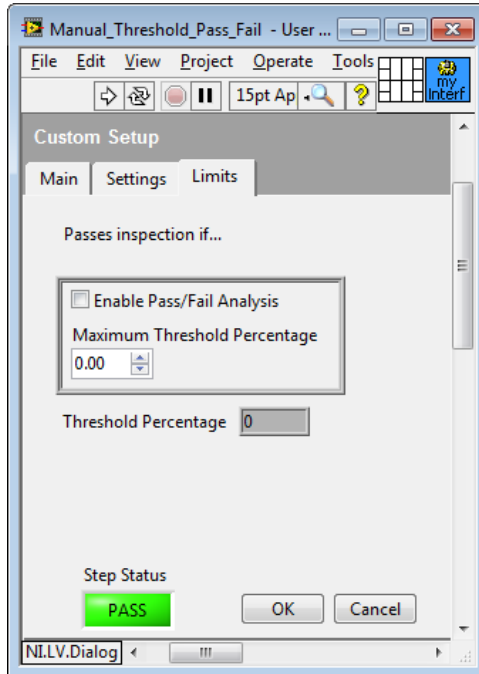 Manual_Threshold_Pass_Fail - User ...
File Edit View Project Operate Tools
15pt Ap
my
Interf
Custom Setup
Main Settings Limits
Passes inspection if...
Enable Pass/Fail Analysis
Maximum Threshold Percentage
0.00
Threshold Percentage 0
Step Status
PASS OK Cancel
NI.LV.Dialog